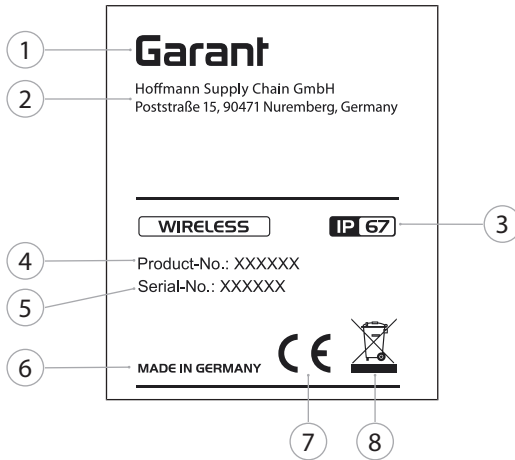 1
Garant
2
Hoffmann Supply Chain GmbH
Poststraße 15, 90471 Nuremberg, Germany
WIRELESS
IP 67
3
4
Product-No.: XXXXXX
5
Serial-No.: XXXXXX
6
MADE IN GERMANY
CE
7
8